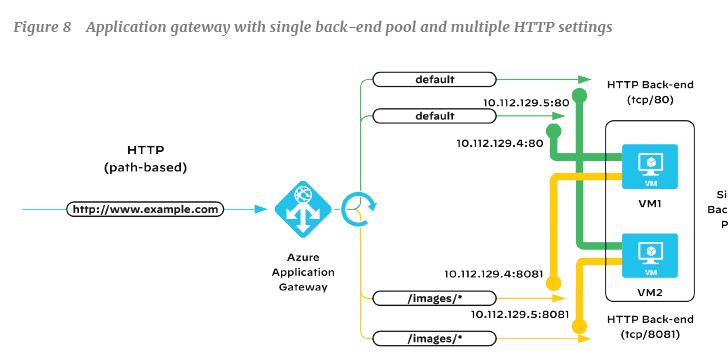 Figure 8 Application gateway with single back-end pool and multiple HTTP settings
default
HTTP Back-end
(tcp/80)
10.112.129.5:80
default
10.112.129.4:80
HTTP
(path-based)
VM
VM1
http://www.example.com
Azure
Application
Gateway
VM
10.112.129.4:8081
VM2
/images/*
10.112.129.5:8081
HTTP Back-end
(tcp/8081)
/images/*